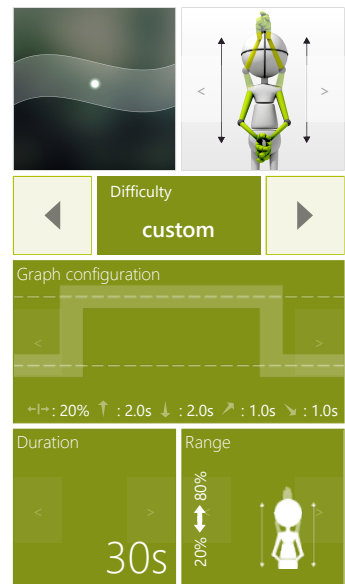 < >
Difficulty
custom
Graph configuration
< >
: 20% : 2.0s : 2.0s : 1.0s : 1.0s
Duration
< >
30s
Range
20% 80%